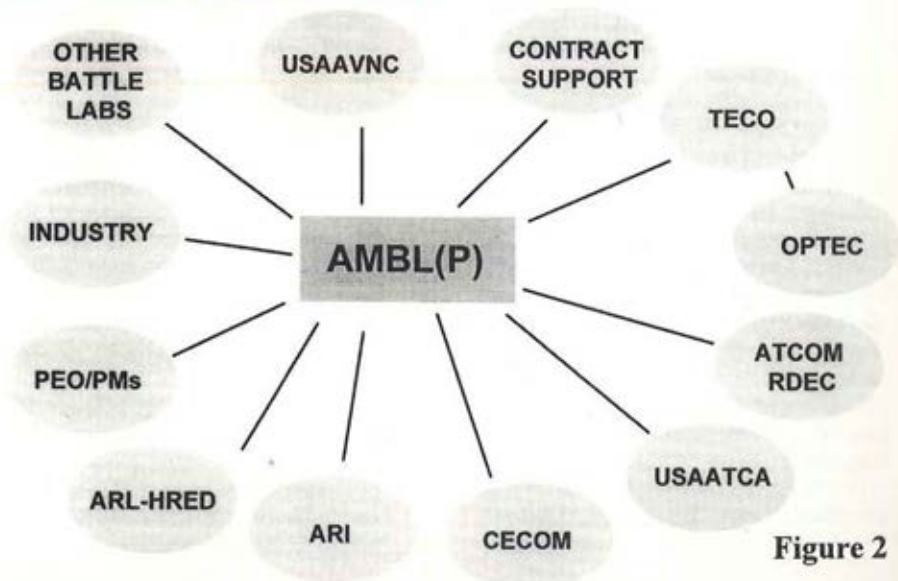 OTHER
BATTLE
LABS
USAAVNC
CONTRACT
SUPPORT
TECO
INDUSTRY
AMBL(P)
OPTEC
PEO/PMs
ATCOM
RDEC
ARL-HRED
ARI
CECOM
USAATCA
Figure 2